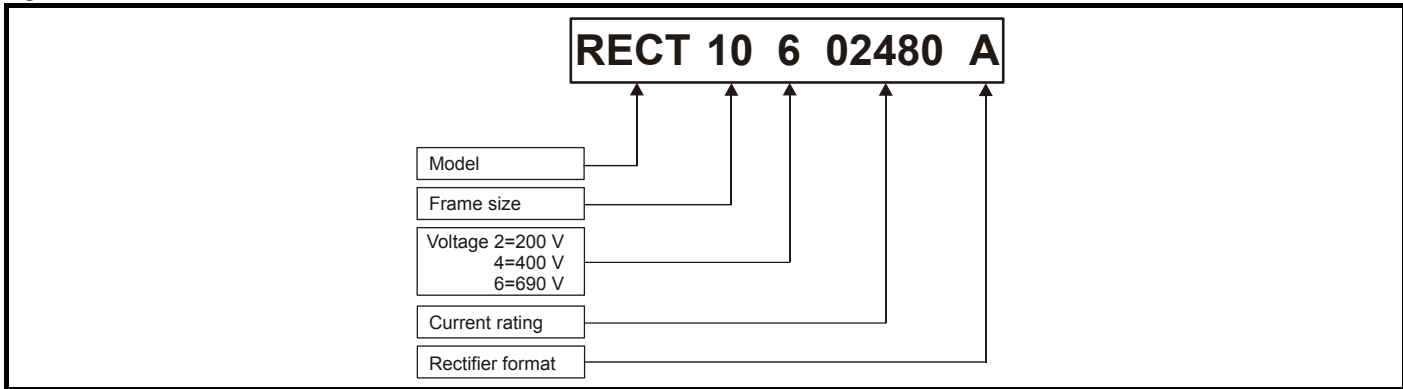 RECT 10 6 02480 A
Model
Frame size
Voltage 2=200 V
4=400 V
6=690 V
Current rating
Rectifier format